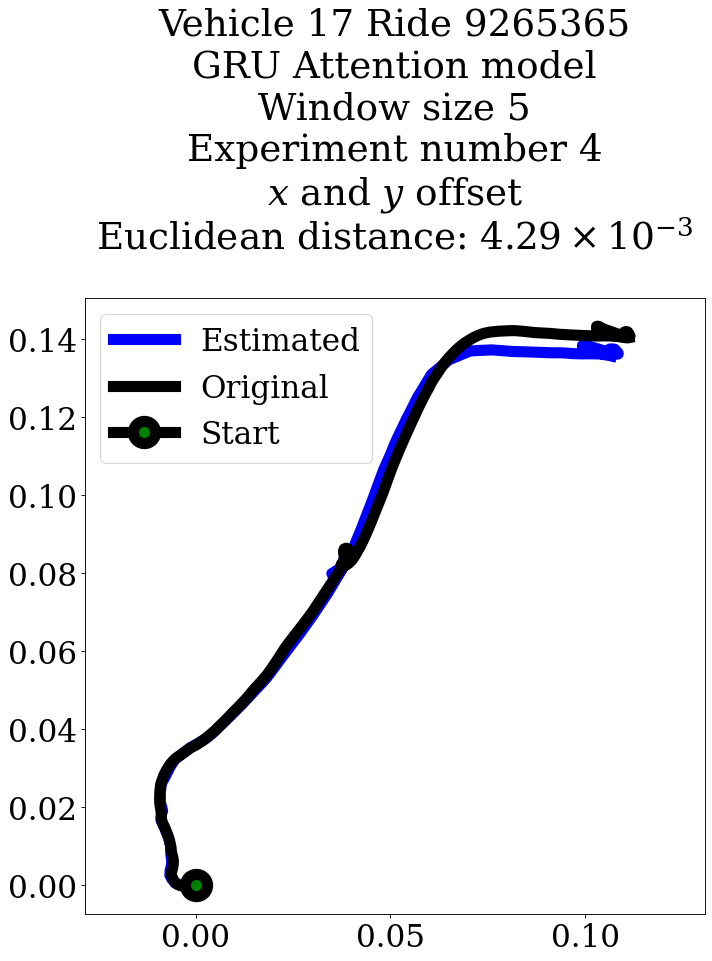 Vehicle 17 Ride 9265365
GRU Attention model
Window size 5
Experiment number 4
x and y offset
Euclidean distance: 4.29 × 10⁻³
Estimated
Original
Start
0.14
0.12
0.10
0.08
0.06
0.04
0.02
0.00
0.00 0.05 0.10